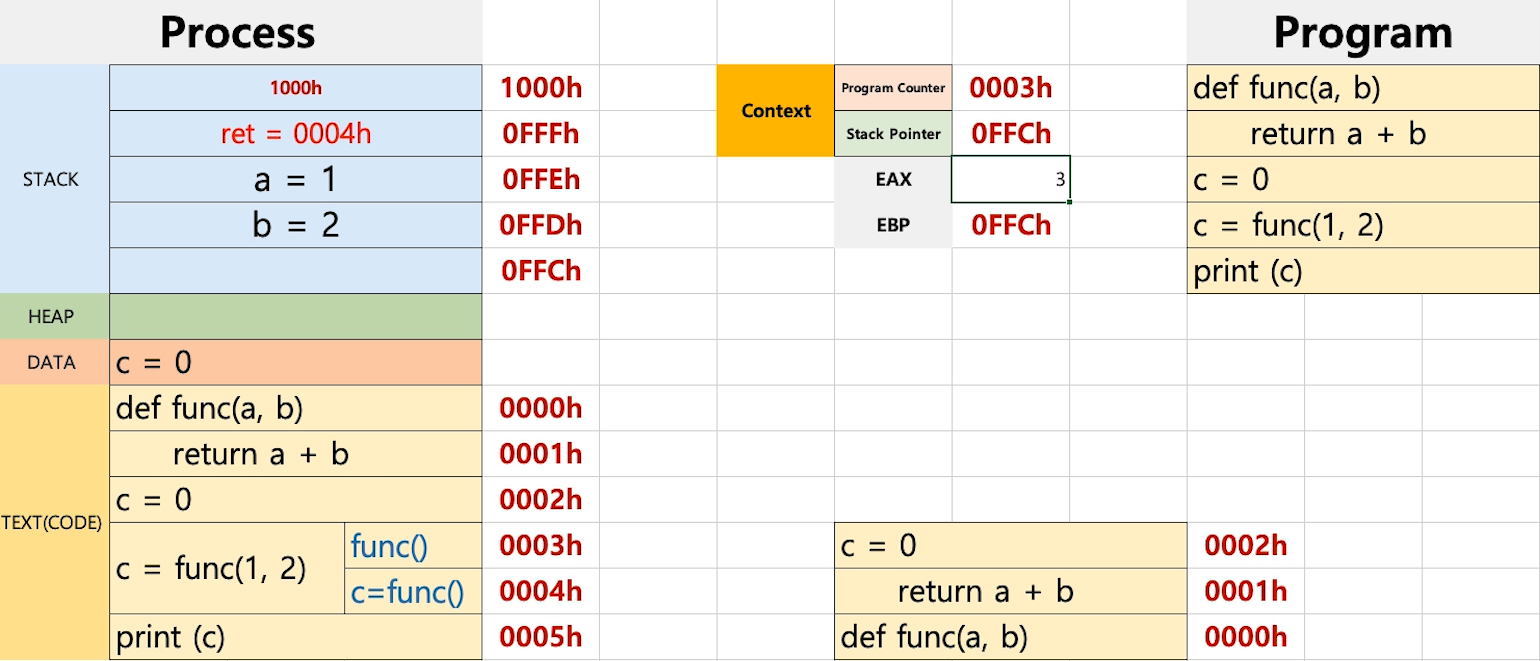 Process Program
1000h 1000h Program Counter 0003h def func(a, b)
Context
ret = 0004h 0FFFh Stack Pointer 0FFCh return a + b
STACK a = 1 0FFEh EAX 3 c = 0
b = 2 0FFDh EBP 0FFCh c = func(1, 2)
0FFCh print (c)
HEAP
DATA c = 0
def func(a, b) 0000h
return a + b 0001h
c = 0 0002h
TEXT(CODE)
func() 0003h c = 0 0002h
c = func(1, 2)
c=func() 0004h return a + b 0001h
print (c) 0005h def func(a, b) 0000h